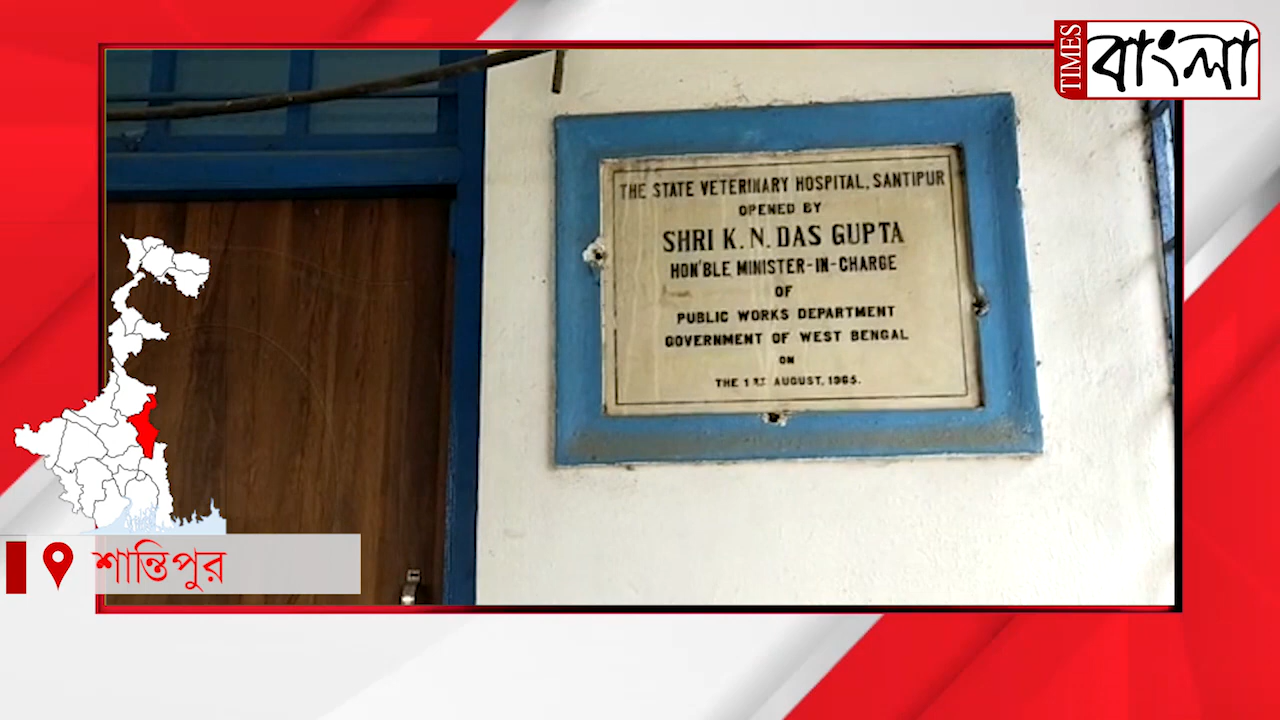 TIMES
বাংলা
THE STATE VETERINARY HOSPITAL, SANTIPUR
OPENED BY
SHRI K. N. DAS GUPTA
HON'BLE MINISTER-IN-CHARGE
OF
PUBLIC WORKS DEPARTMENT
GOVERNMENT OF WEST BENGAL
ON
THE 1ST AUGUST, 1965.
শান্তিপুর